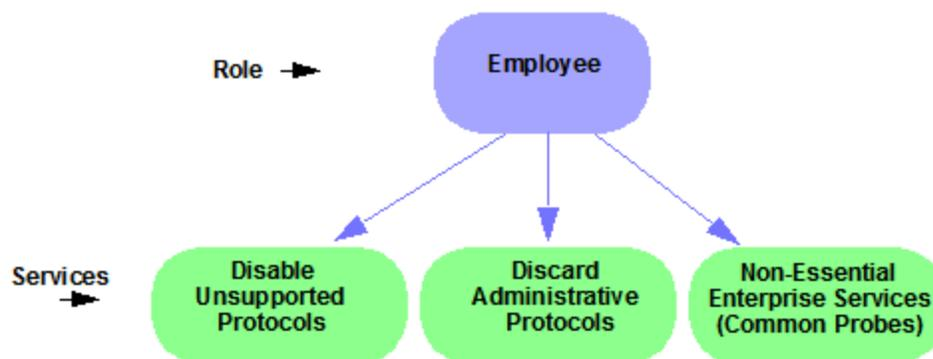 Role
Employee
Services
Disable
Unsupported
Protocols
Discard
Administrative
Protocols
Non-Essential
Enterprise Services
(Common Probes)